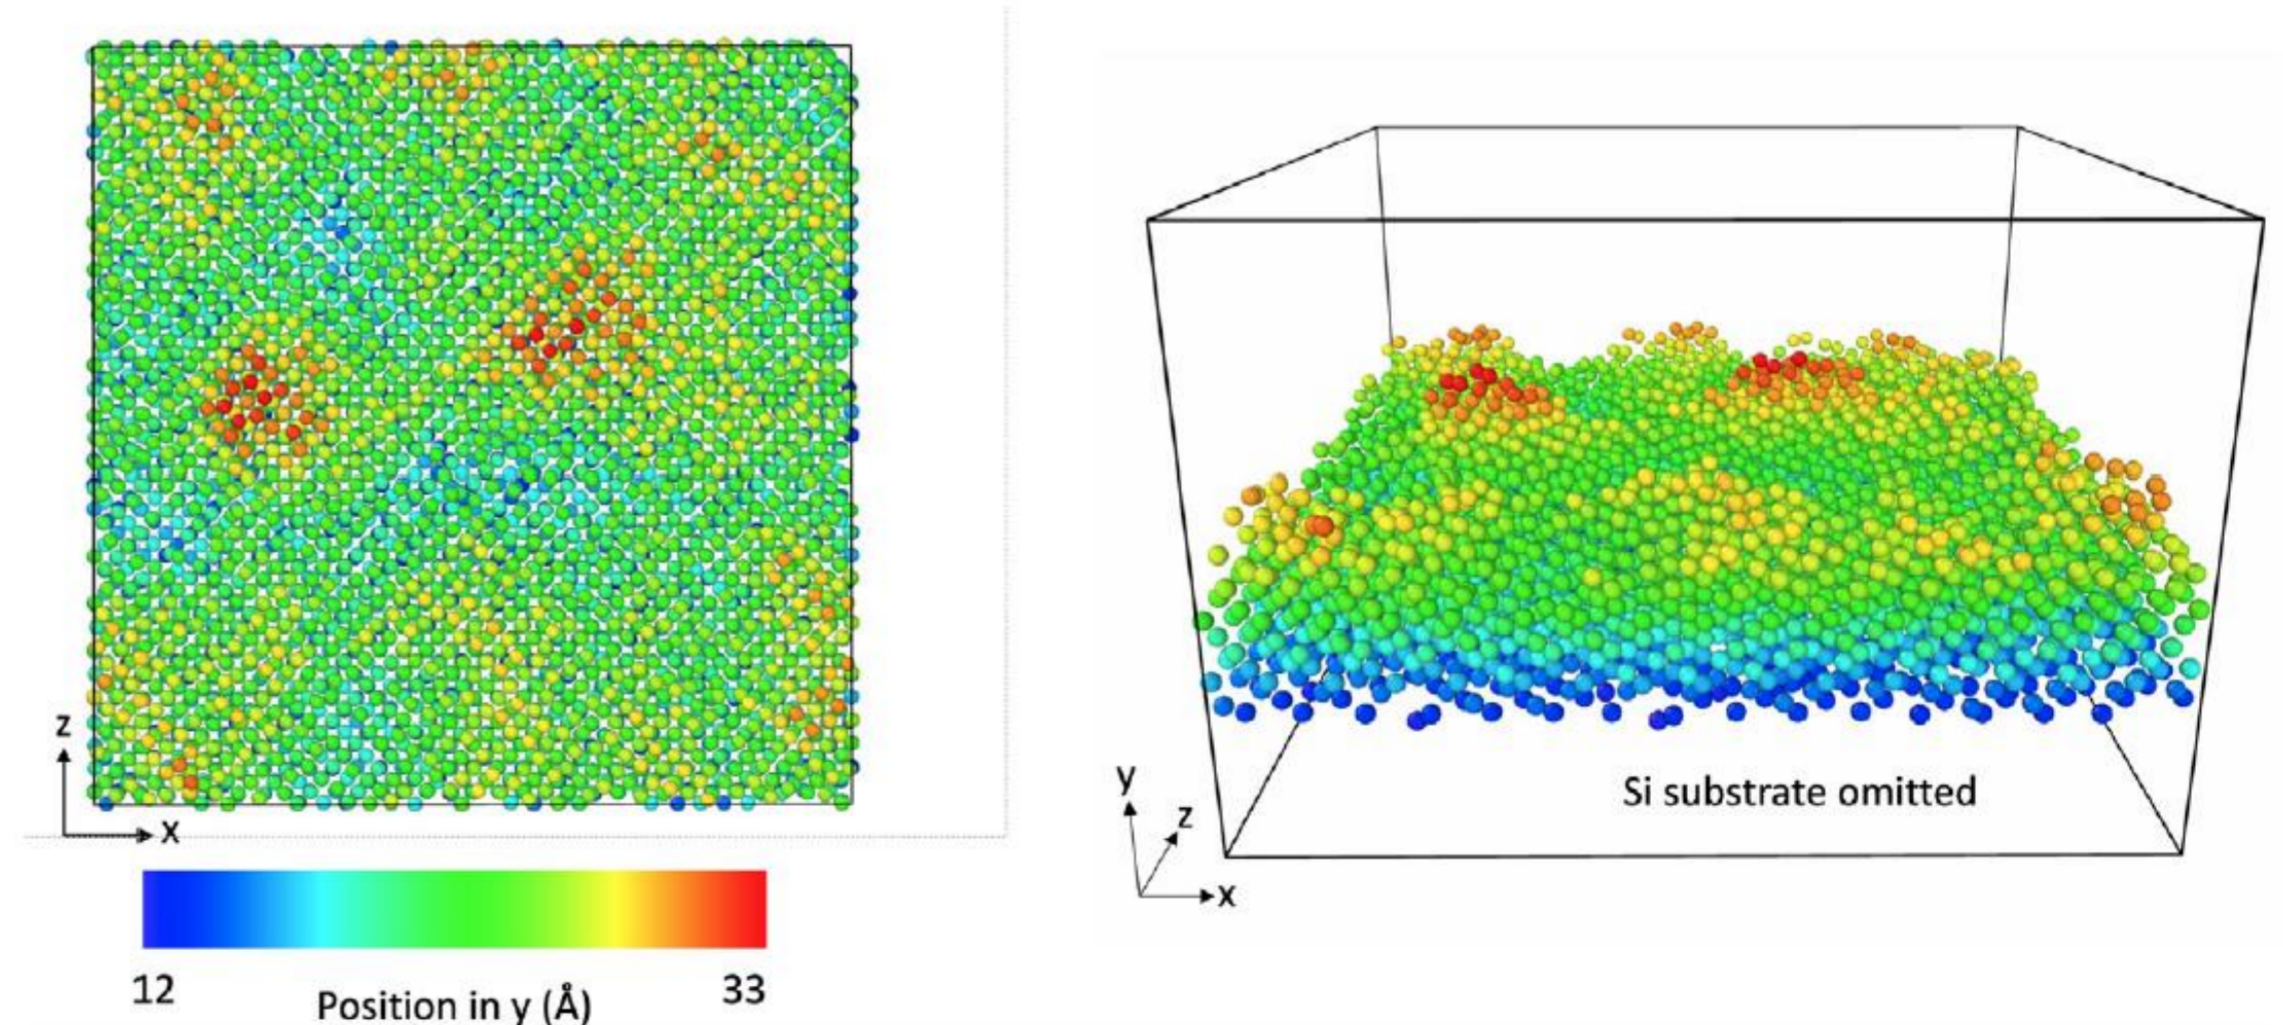 z
x
12
33
Position in y (Å)
Si substrate omitted
y
z
x